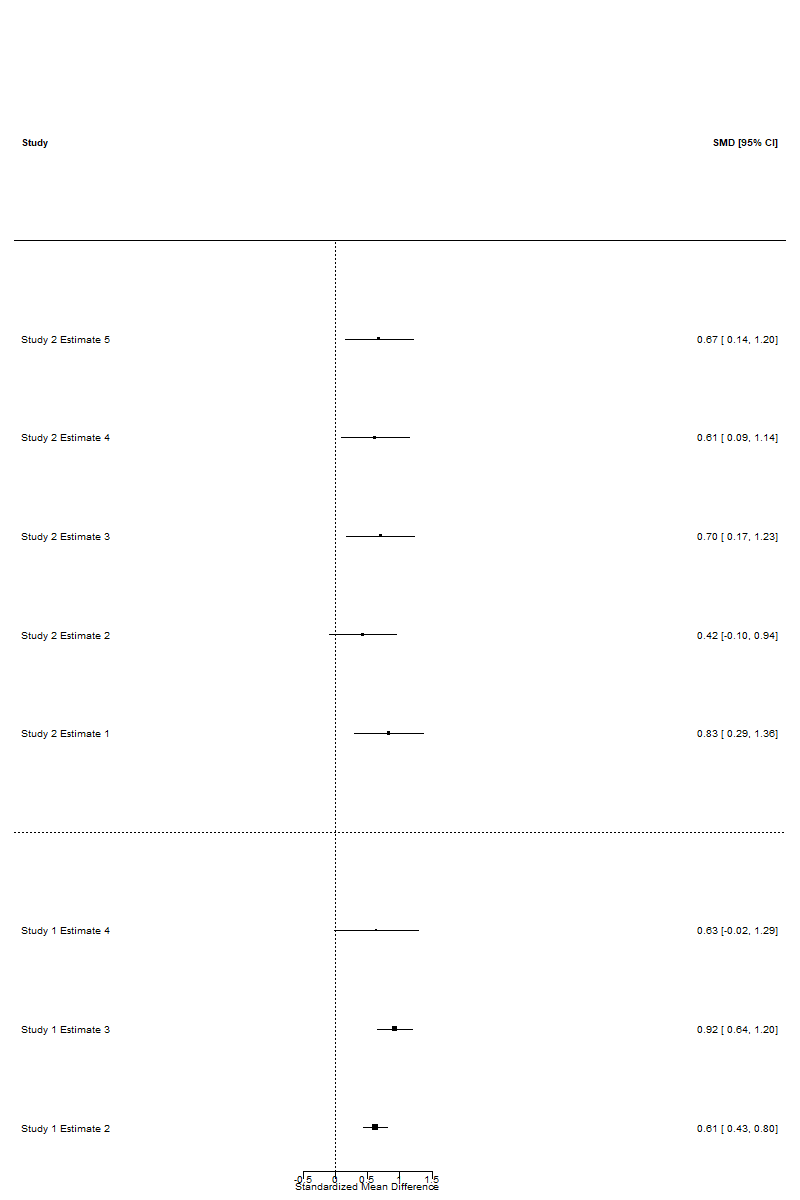 Study SMD [95% CI]
Study 2 Estimate 5 0.67 [ 0.14, 1.20]
Study 2 Estimate 4 0.61 [ 0.09, 1.14]
Study 2 Estimate 3 0.70 [ 0.17, 1.23]
Study 2 Estimate 2 0.42 [-0.10, 0.94]
Study 2 Estimate 1 0.83 [ 0.29, 1.36]
Study 1 Estimate 4 0.63 [-0.02, 1.29]
Study 1 Estimate 3 0.92 [ 0.64, 1.20]
Study 1 Estimate 2 0.61 [ 0.43, 0.80]
-0.5 0 0.5 1 1.5
Standardized Mean Difference